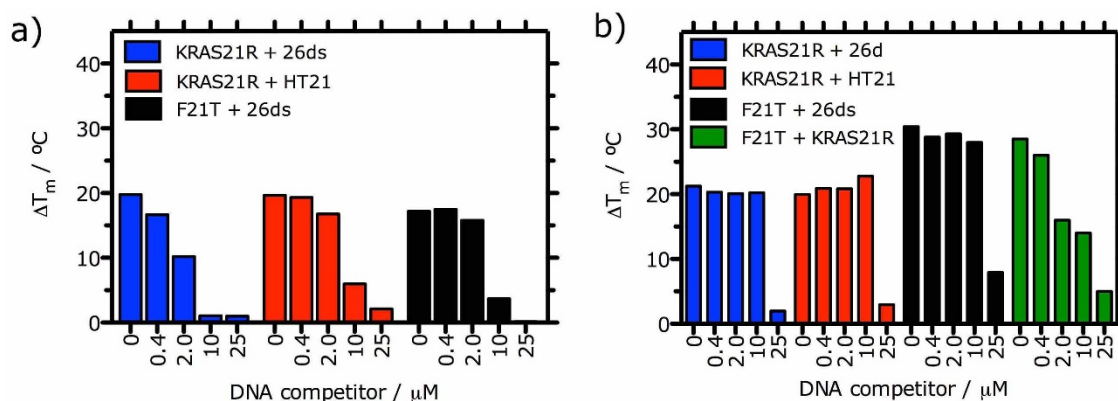 a)
KRAS21R + 26ds
KRAS21R + HT21
F21T + 26ds
40
30
20
10
0
ΔTm / ºC
0 0.4 2.0 10 25 0 0.4 2.0 10 25 0 0.4 2.0 10 25
DNA competitor / μM
b)
KRAS21R + 26d
KRAS21R + HT21
F21T + 26ds
F21T + KRAS21R
40
30
20
10
0
ΔTm / ºC
0 0.4 2.0 10 25 0 0.4 2.0 10 25 0 0.4 2.0 10 25 0 0.4 2.0 10 25
DNA competitor / μM